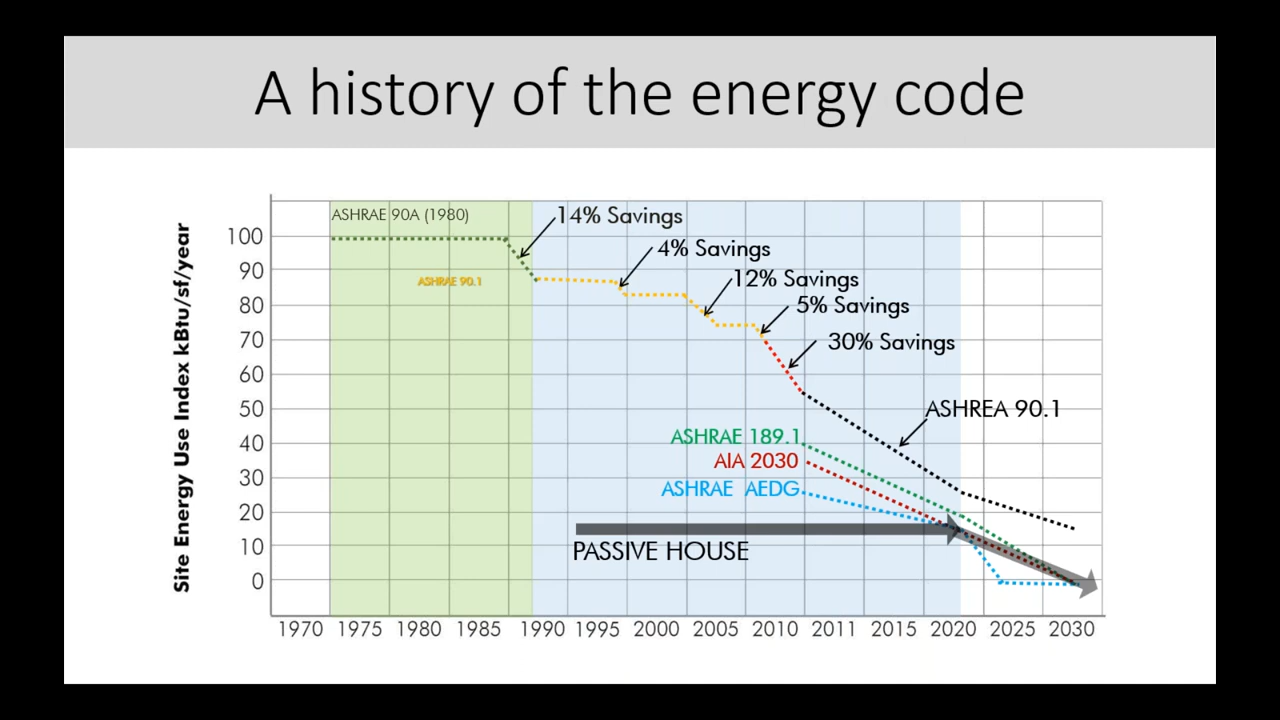 A history of the energy code
Site Energy Use Index kBtu/sf/year
100
90
80
70
60
50
40
30
20
10
0
ASHRAE 90A (1980)
14% Savings
4% Savings
ASHRAE 90.1
12% Savings
5% Savings
30% Savings
ASHREA 90.1
ASHRAE 189.1
AIA 2030
ASHRAE AEDG
PASSIVE HOUSE
1970 1975 1980 1985 1990 1995 2000 2005 2010 2011 2015 2020 2025 2030